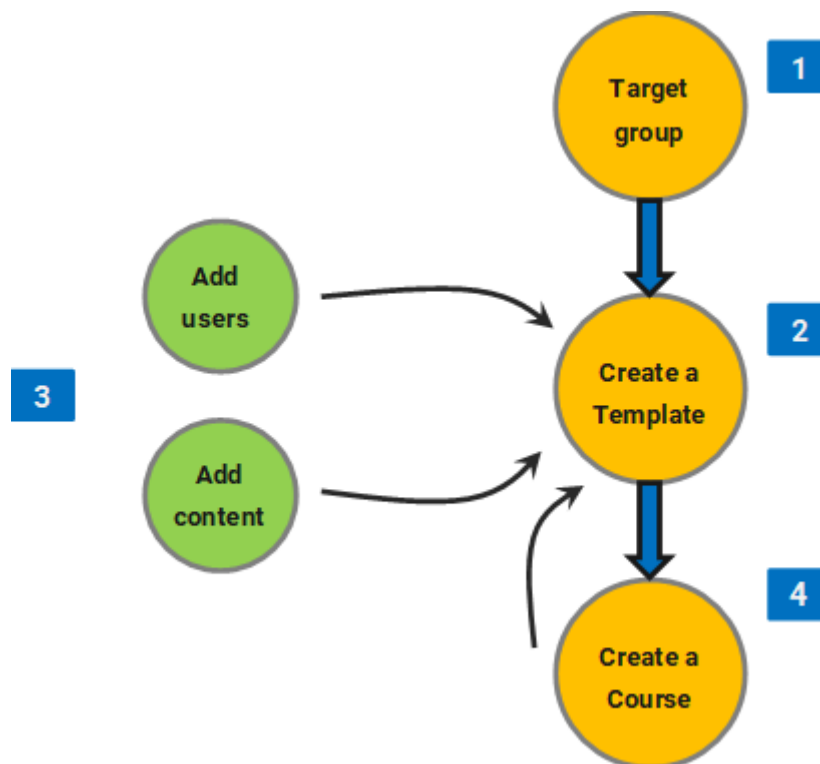 Target
group
1
Add
users
Create a
Template
2
3
Add
content
Create a
Course
4